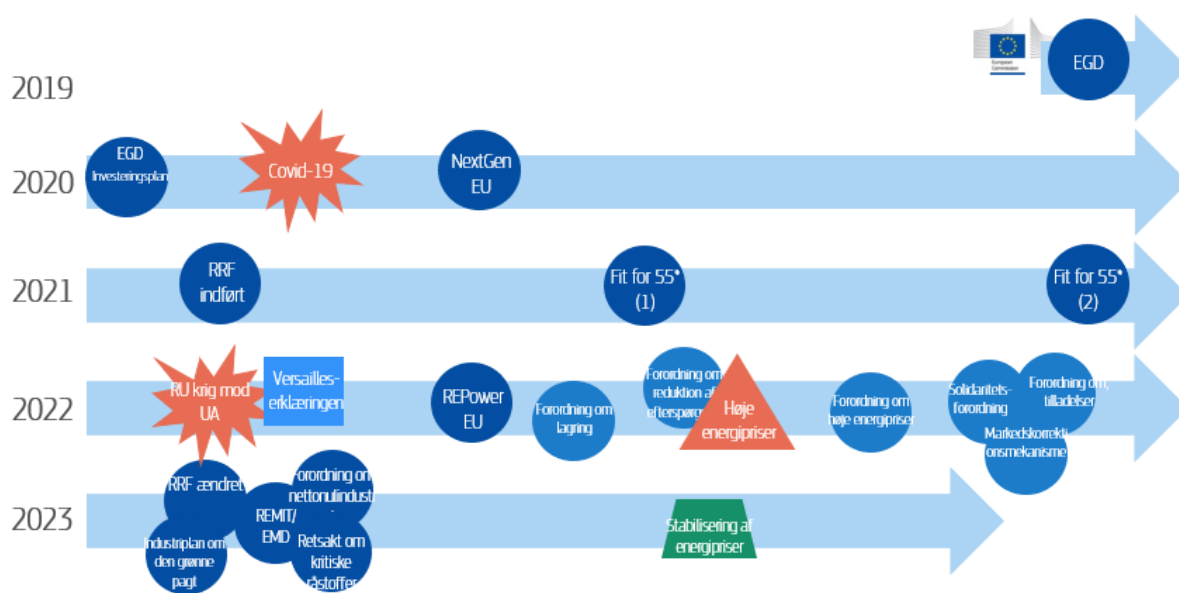 European
Commission
EGD
2019
EGD
Investeringsplan
Covid-19
NextGen
EU
2020
RRF
indført
Fit for 55*
(1)
Fit for 55*
(2)
2021
RU krig mod
UA
Versailles-
erklæringen
REPower
EU
Forordning om
lagring
Forordning om
reduktion af
Høje
energipriser
Forordning om
høje energipriser
Solidaritets-
forordning
Forordning om,
tilladelser
Markedskorrekti
onsmekanisme
2022
RRF ændret
Industriplan om
den grønne
pagt
REMIT/
EMD
Forordning om
nettonulindust
Retsakt om
kritiske
råstoffer
Stabilisering af
energipriser
2023